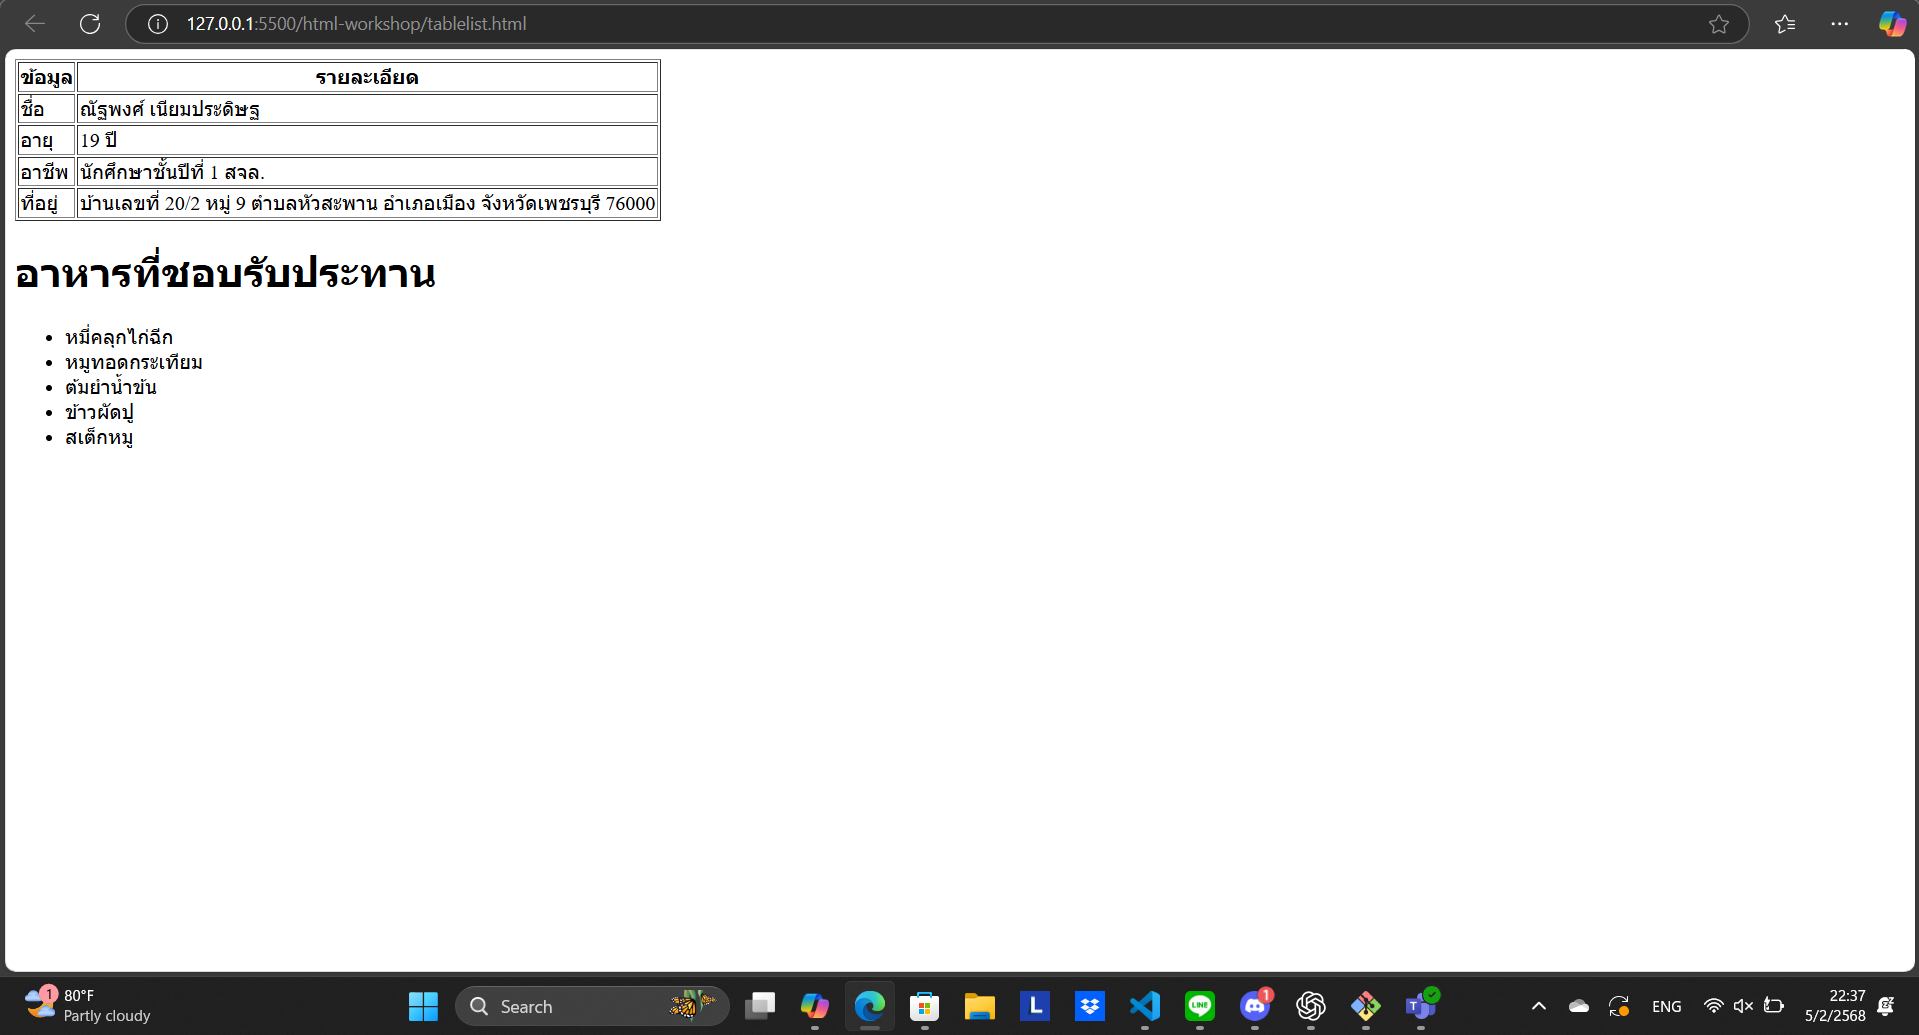 127.0.0.1:5500/html-workshop/tablelist.html
ข้อมูล รายละเอียด
ชื่อ ณัฐพงศ์ เนียมประดิษฐ
อายุ 19 ปี
อาชีพ นักศึกษาชั้นปีที่ 1 สจล.
ที่อยู่ บ้านเลขที่ 20/2 หมู่ 9 ตำบลหัวสะพาน อำเภอเมือง จังหวัดเพชรบุรี 76000
อาหารที่ชอบรับประทาน
หมี่คลุกไก่ฉีก
หมูทอดกระเทียม
ต้มยำน้ำข้น
ข้าวผัดปู
สเต็กหมู
1
80°F
Partly cloudy
Search
L
LINE
1
T
ENG
22:37
5/2/2568